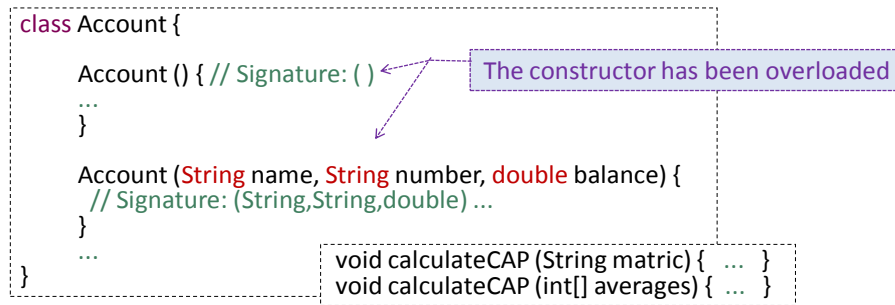 class Account {
Account () { // Signature: ( )
The constructor has been overloaded
...
}
Account (String name, String number, double balance) {
// Signature: (String,String,double) ...
}
...
}
void calculateCAP (String matric) { ... }
void calculateCAP (int[] averages) { ... }